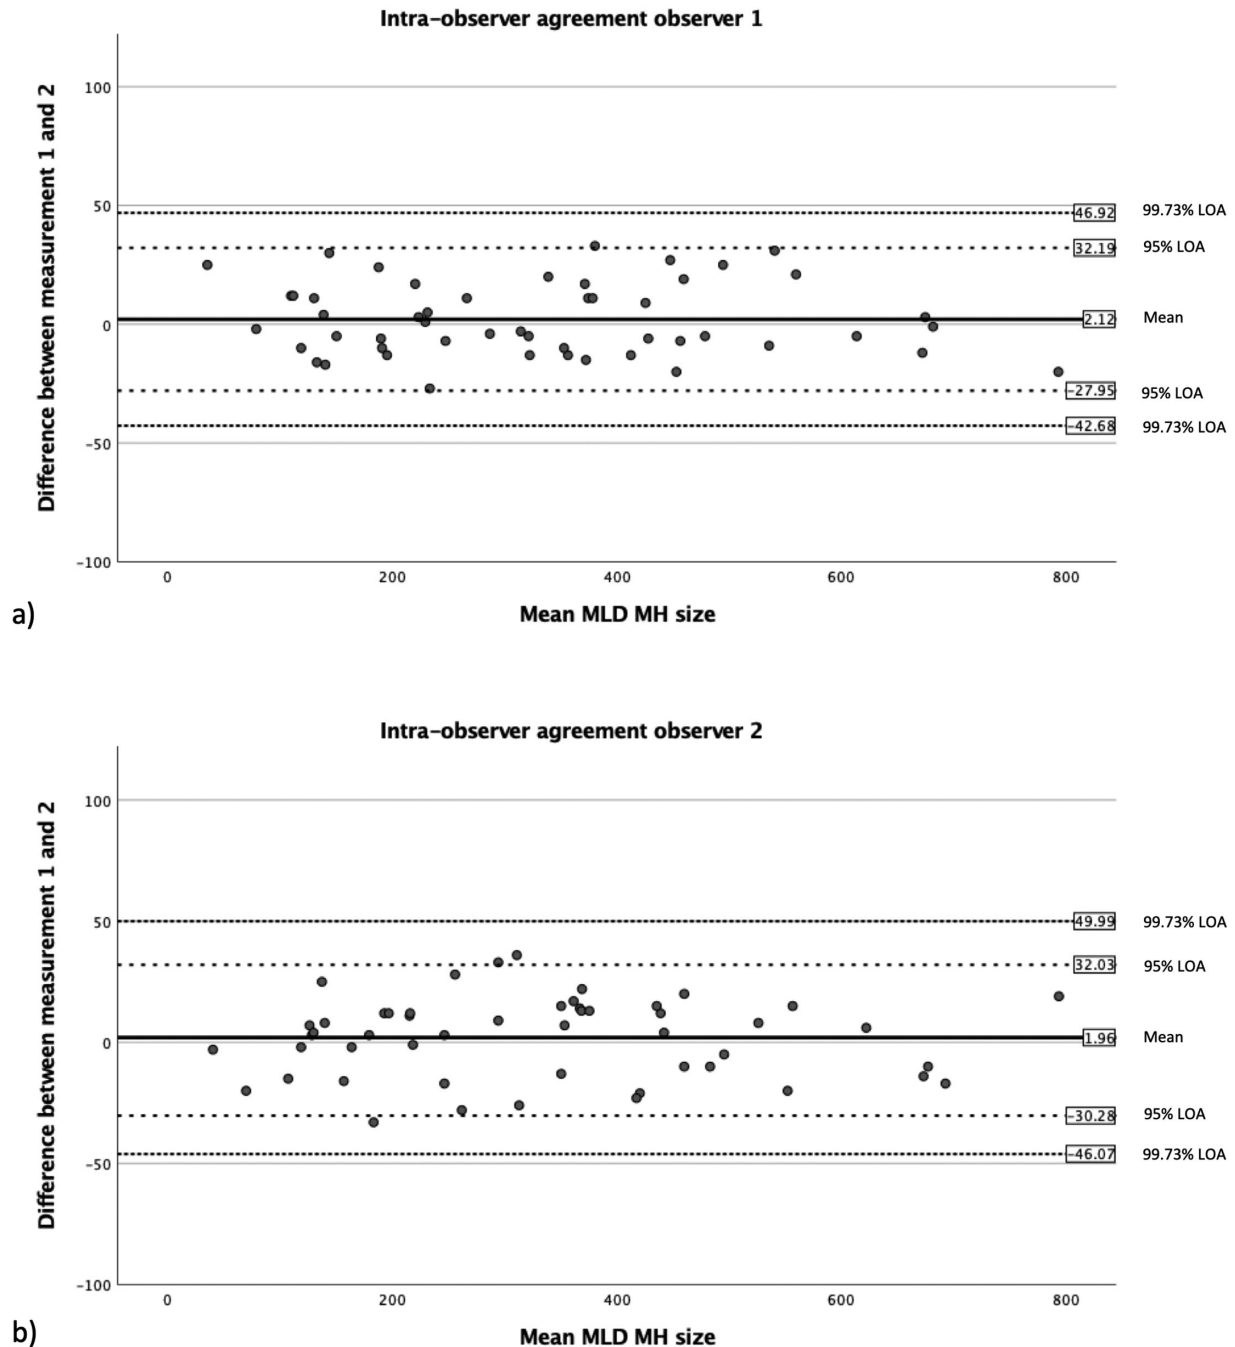 Intra-observer agreement observer 1
Difference between measurement 1 and 2
100
50
0
-50
-100
46.92 99.73% LOA
32.19 95% LOA
2.12 Mean
-27.95 95% LOA
-42.68 99.73% LOA
0 200 400 600 800
Mean MLD MH size
a)
Intra-observer agreement observer 2
Difference between measurement 1 and 2
100
50
0
-50
-100
49.99 99.73% LOA
32.03 95% LOA
1.96 Mean
-30.28 95% LOA
-46.07 99.73% LOA
0 200 400 600 800
Mean MLD MH size
b)